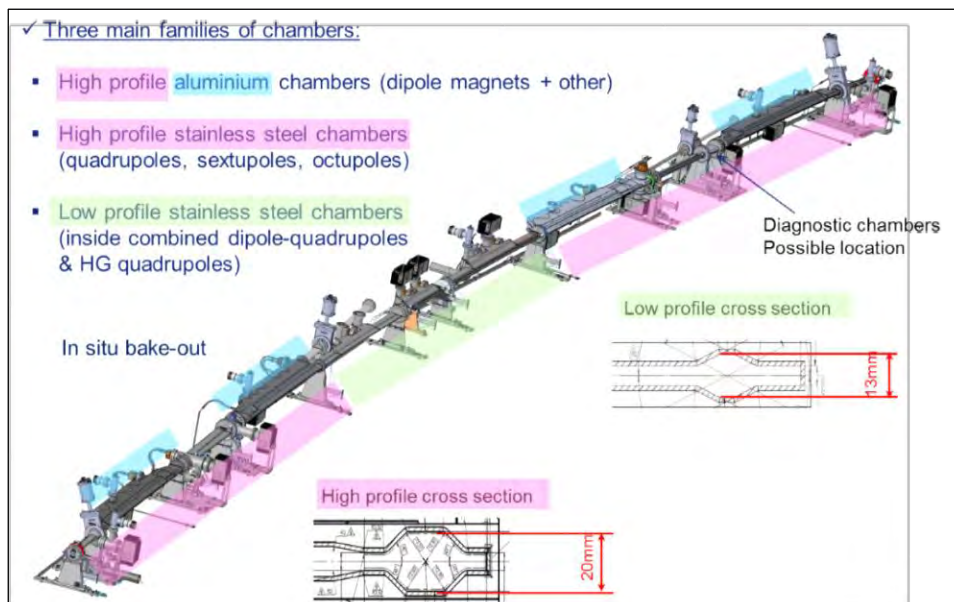 ✓ Three main families of chambers:
▪ High profile aluminium chambers (dipole magnets + other)
▪ High profile stainless steel chambers
(quadrupoles, sextupoles, octupoles)
▪ Low profile stainless steel chambers
(inside combined dipole-quadrupoles
& HG quadrupoles)
Diagnostic chambers
Possible location
Low profile cross section
In situ bake-out
13mm
High profile cross section
20mm